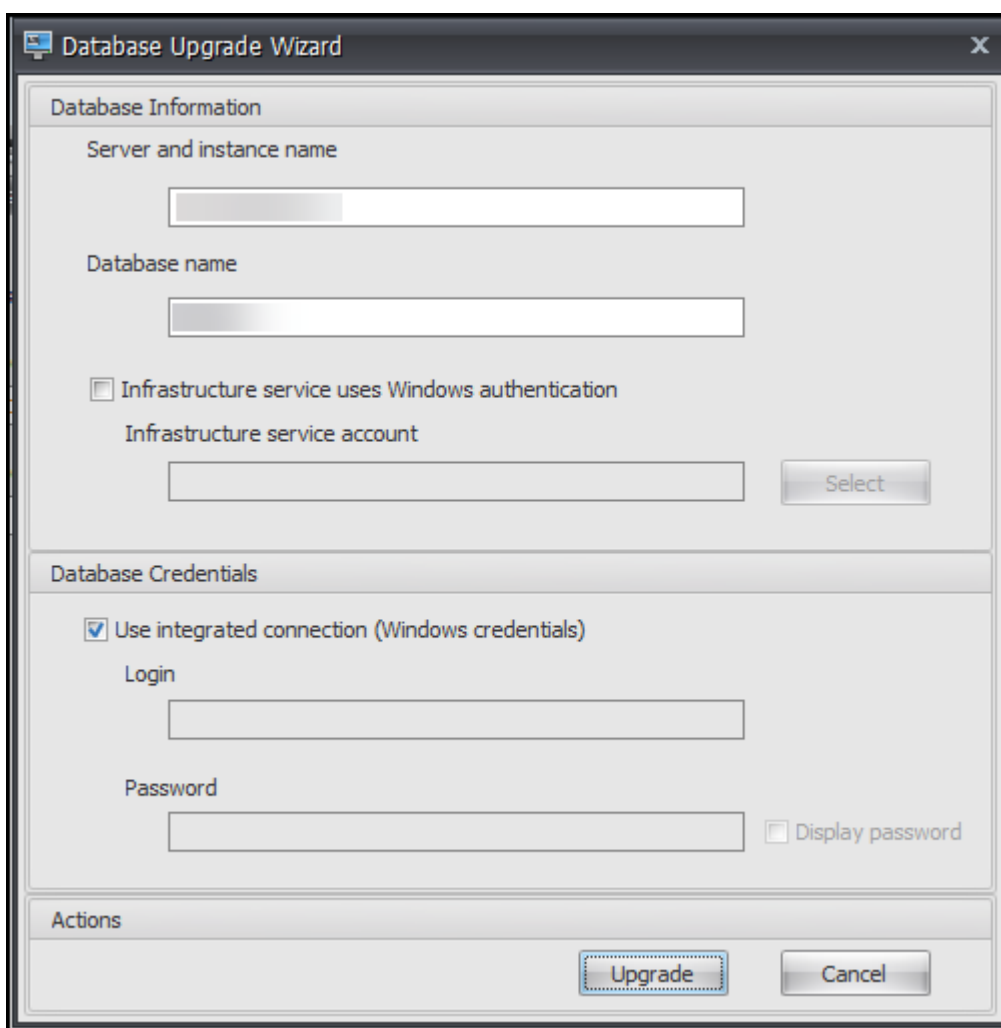 Database Upgrade Wizard
Database Information
Server and instance name
Database name
Infrastructure service uses Windows authentication
Infrastructure service account
Select
Database Credentials
Use integrated connection (Windows credentials)
Login
Password
Display password
Actions
Upgrade Cancel